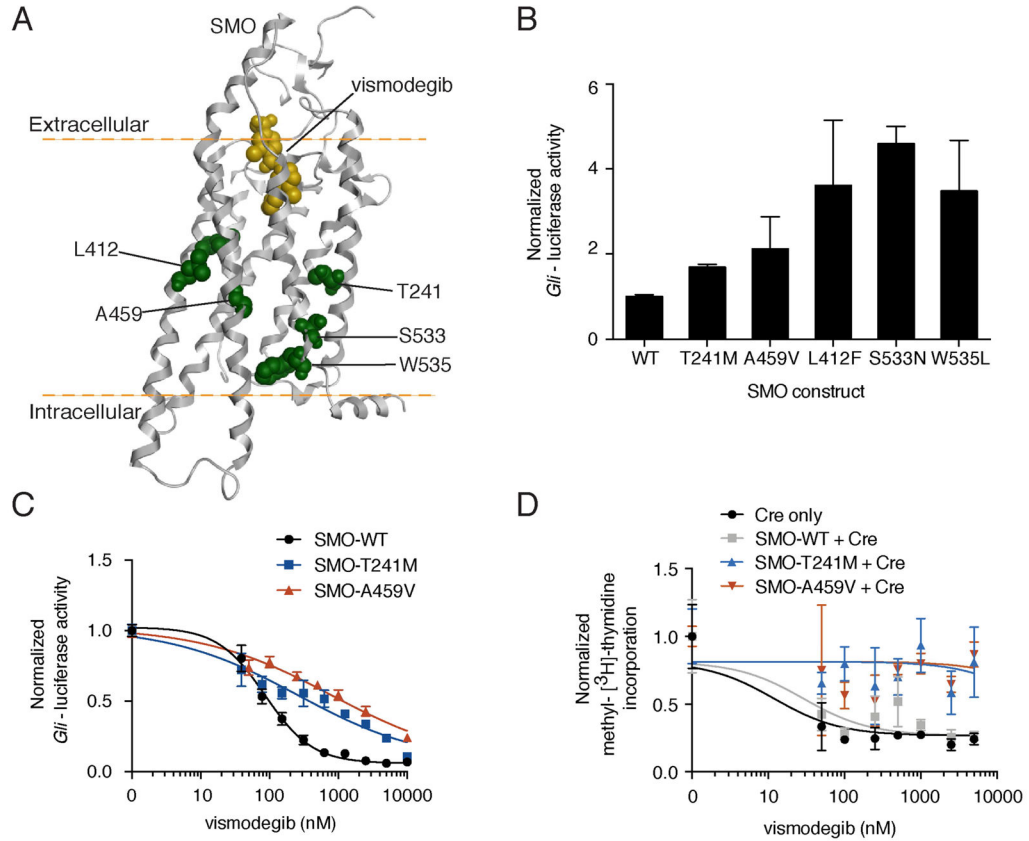 A
SMO
vismodegib
Extracellular
L412
A459
T241
S533
W535
Intracellular
B
Normalized
Gli - luciferase activity
6
4
2
0
WT T241M A459V L412F S533N W535L
SMO construct
C
SMO-WT
SMO-T241M
SMO-A459V
Normalized
Gli - luciferase activity
1.5
1.0
0.5
0.0
0 10 100 1000 10000
vismodegib (nM)
D
Cre only
SMO-WT + Cre
SMO-T241M + Cre
SMO-A459V + Cre
Normalized
methyl- [³H]-thymidine
incorporation
1.5
1.0
0.5
0.0
0 10 100 1000 10000
vismodegib (nM)